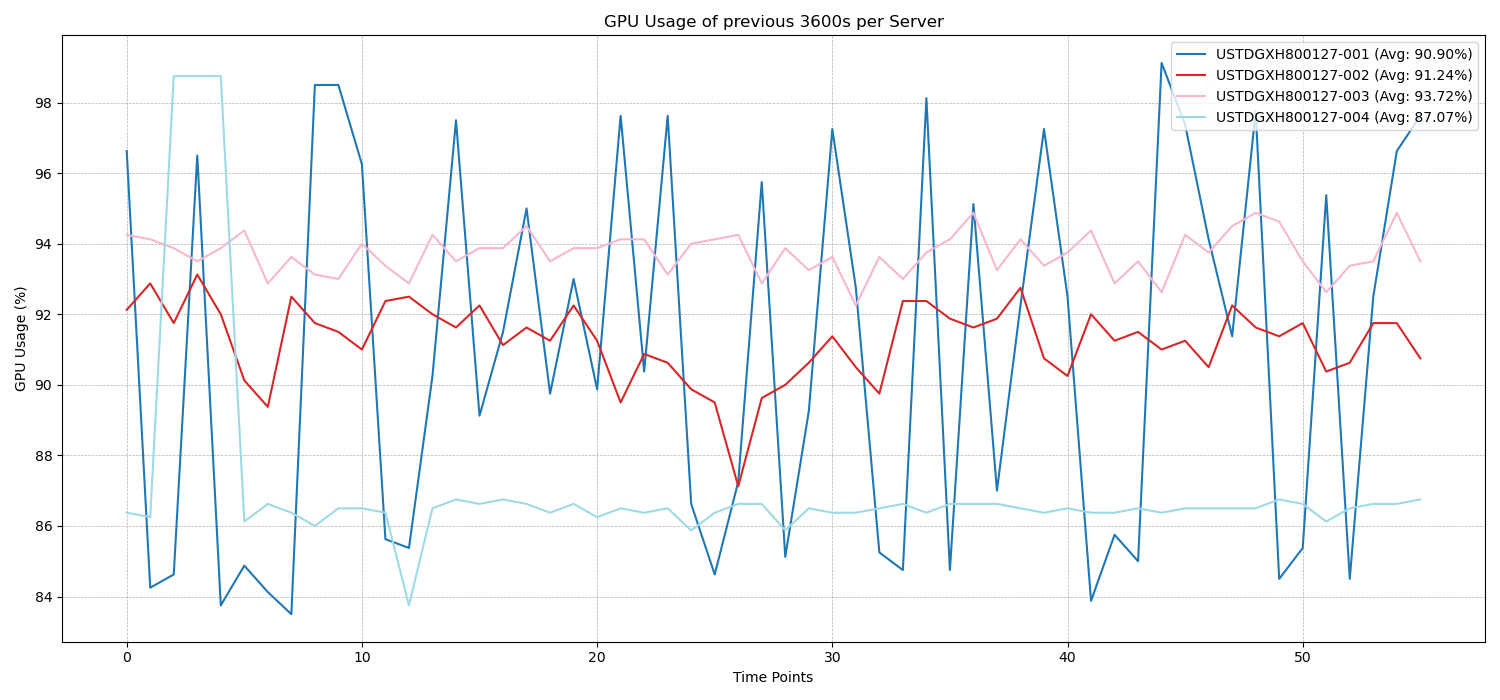 GPU Usage of previous 3600s per Server
USTDGXH800127-001 (Avg: 90.90%)
USTDGXH800127-002 (Avg: 91.24%)
USTDGXH800127-003 (Avg: 93.72%)
USTDGXH800127-004 (Avg: 87.07%)
GPU Usage (%)
98
96
94
92
90
88
86
84
0 10 20 30 40 50
Time Points